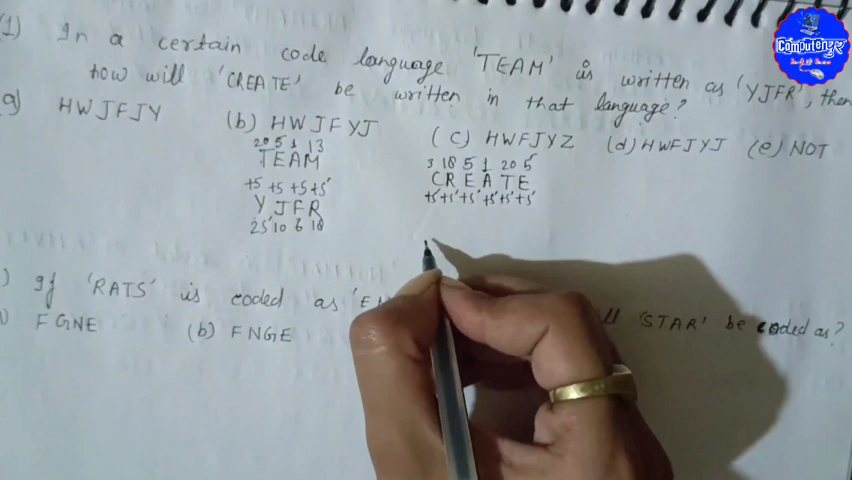 (1) In a certain code language 'TEAM' is written as 'YJFR', then
how will 'CREATE' be written in that language?
a) HWJFJY (b) HWJFYJ (c) HWFJYZ (d) HWFJYJ (e) NOT
20 5 1 13
TEAM
+5 +5 +5 +5
YJFR
25 10 6 18
3 18 5 1 20 5
CREATE
+5 +5 +5 +5 +5 +5
) If 'RATS' is coded as 'STAR' be coded as?
) FGNE (b) FNGE
Computengr